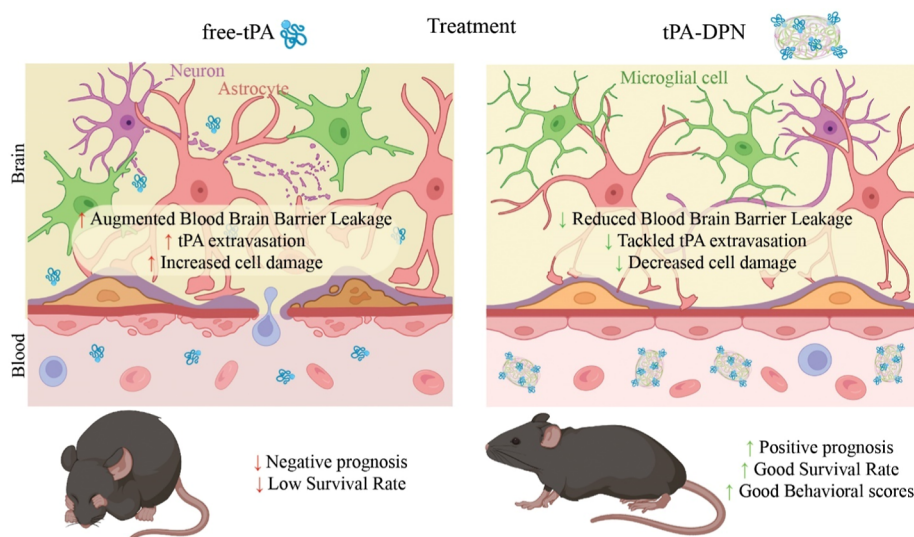 Treatment
free-tPA
tPA-DPN
Brain
Blood
Neuron
Astrocyte
↑ Augmented Blood Brain Barrier Leakage
↑ tPA extravasation
↑ Increased cell damage
Microglial cell
↓ Reduced Blood Brain Barrier Leakage
↓ Tackled tPA extravasation
↓ Decreased cell damage
↓ Negative prognosis
↓ Low Survival Rate
↑ Positive prognosis
↑ Good Survival Rate
↑ Good Behavioral scores